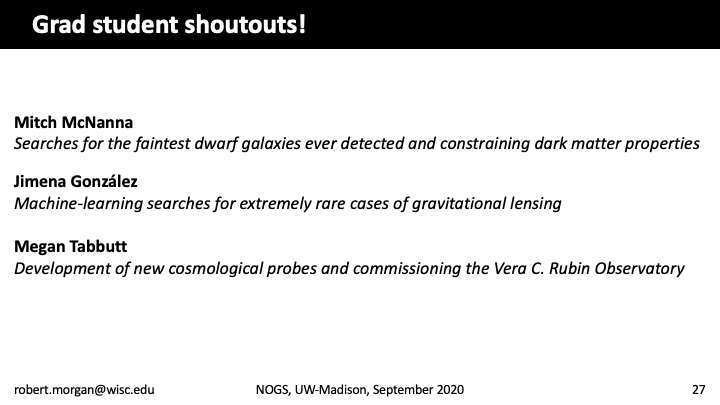 Grad student shoutouts!
Mitch McNanna
Searches for the faintest dwarf galaxies ever detected and constraining dark matter properties
Jimena González
Machine-learning searches for extremely rare cases of gravitational lensing
Megan Tabbutt
Development of new cosmological probes and commissioning the Vera C. Rubin Observatory
robert.morgan@wisc.edu
NOGS, UW-Madison, September 2020
27